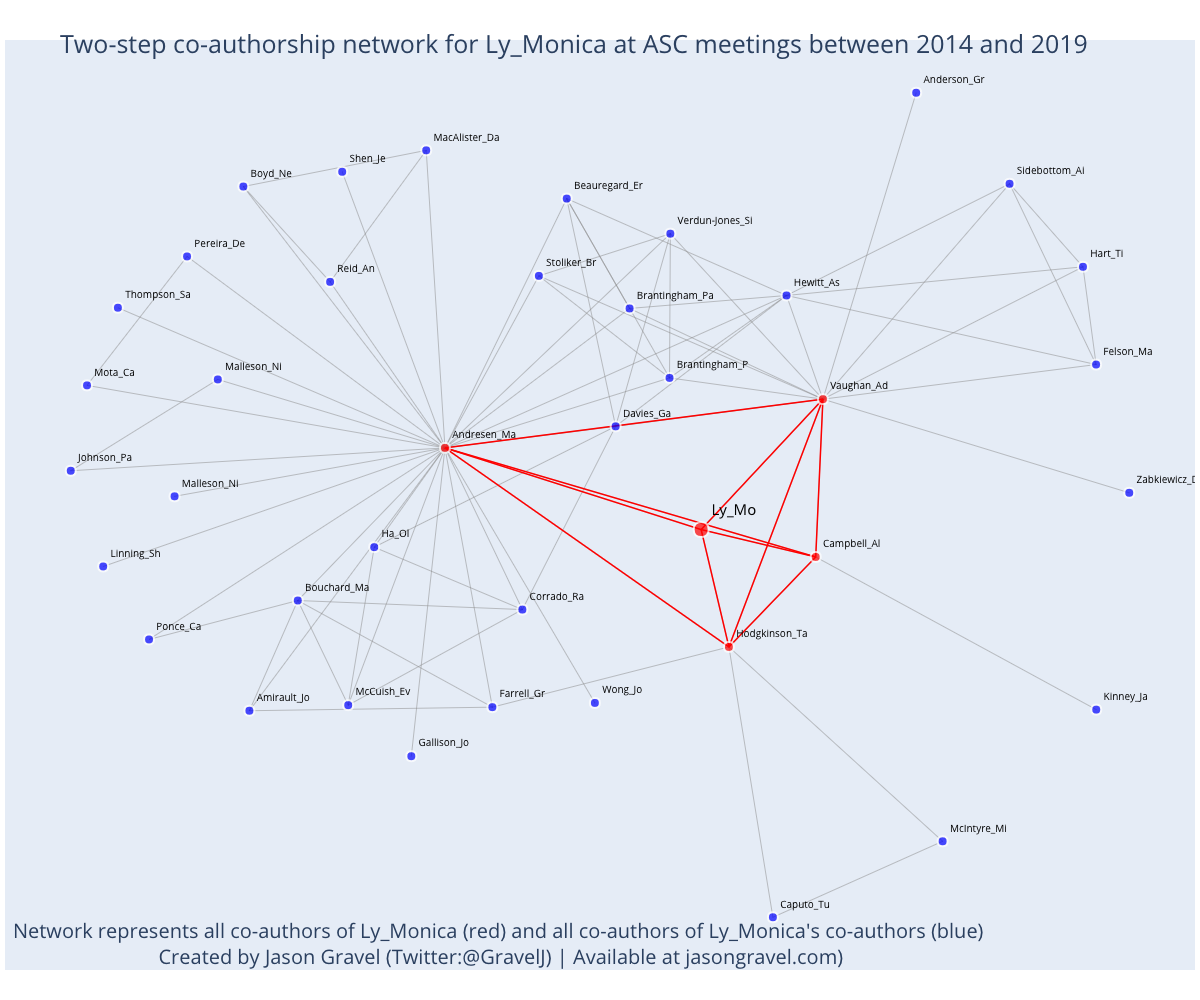 Two-step co-authorship network for Ly_Monica at ASC meetings between 2014 and 2019
Anderson_Gr
MacAlister_Da
Shen_Je
Boyd_Ne
Sidebottom_Al
Beauregard_Er
Verdun-Jones_Si
Pereira_De
Hart_Ti
Stoliker_Br
Reid_An
Hewitt_As
Thompson_Sa
Brantingham_Pa
Felson_Ma
Malleson_Ni
Brantingham_P
Mota_Ca
Vaughan_Ad
Davies_Ga
Andresen_Ma
Johnson_Pa
Malleson_Ni
Zabkiewicz_D
Ly_Mo
Ha_Ol
Campbell_Al
Linning_Sh
Bouchard_Ma
Corrado_Ra
Ponce_Ca
Hodgkinson_Ta
McCuish_Ev
Wong_Jo
Farrell_Gr
Amirault_Jo
Kinney_Ja
Gallison_Jo
McIntyre_Mi
Caputo_Tu
Network represents all co-authors of Ly_Monica (red) and all co-authors of Ly_Monica's co-authors (blue)
Created by Jason Gravel (Twitter:@GravelJ) | Available at jasongravel.com)